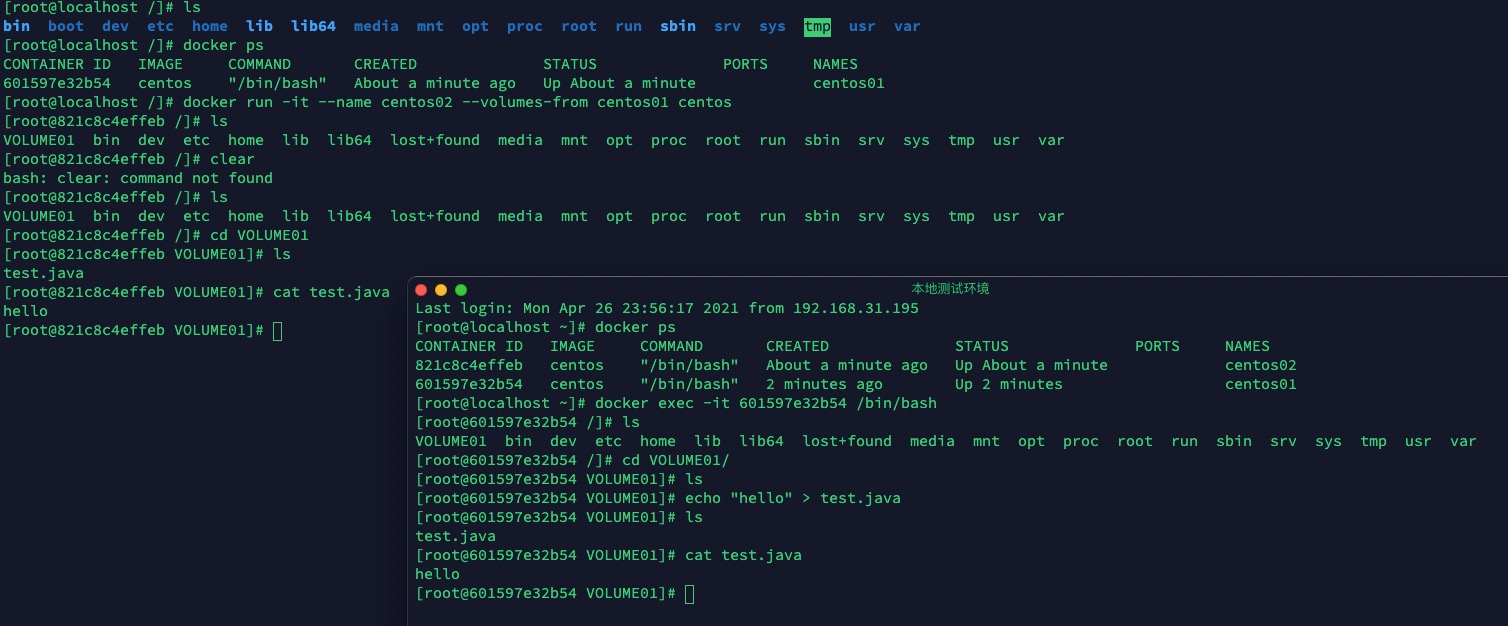 [root@localhost /]# ls
bin  boot  dev  etc  home  lib  lib64  media  mnt  opt  proc  root  run  sbin  srv  sys  tmp  usr  var
[root@localhost /]# docker ps
CONTAINER ID   IMAGE     COMMAND       CREATED              STATUS              PORTS     NAMES
601597e32b54   centos    "/bin/bash"   About a minute ago   Up About a minute             centos01
[root@localhost /]# docker run -it --name centos02 --volumes-from centos01 centos
[root@821c8c4effeb /]# ls
VOLUME01  bin  dev  etc  home  lib  lib64  lost+found  media  mnt  opt  proc  root  run  sbin  srv  sys  tmp  usr  var
[root@821c8c4effeb /]# clear
bash: clear: command not found
[root@821c8c4effeb /]# ls
VOLUME01  bin  dev  etc  home  lib  lib64  lost+found  media  mnt  opt  proc  root  run  sbin  srv  sys  tmp  usr  var
[root@821c8c4effeb /]# cd VOLUME01
[root@821c8c4effeb VOLUME01]# ls
test.java
[root@821c8c4effeb VOLUME01]# cat test.java
hello
[root@821c8c4effeb VOLUME01]#
本地测试环境
Last login: Mon Apr 26 23:56:17 2021 from 192.168.31.195
[root@localhost ~]# docker ps
CONTAINER ID   IMAGE     COMMAND       CREATED              STATUS              PORTS     NAMES
821c8c4effeb   centos    "/bin/bash"   About a minute ago   Up About a minute             centos02
601597e32b54   centos    "/bin/bash"   2 minutes ago        Up 2 minutes                  centos01
[root@localhost ~]# docker exec -it 601597e32b54 /bin/bash
[root@601597e32b54 /]# ls
VOLUME01  bin  dev  etc  home  lib  lib64  lost+found  media  mnt  opt  proc  root  run  sbin  srv  sys  tmp  usr  var
[root@601597e32b54 /]# cd VOLUME01/
[root@601597e32b54 VOLUME01]# ls
[root@601597e32b54 VOLUME01]# echo "hello" > test.java
[root@601597e32b54 VOLUME01]# ls
test.java
[root@601597e32b54 VOLUME01]# cat test.java
hello
[root@601597e32b54 VOLUME01]#